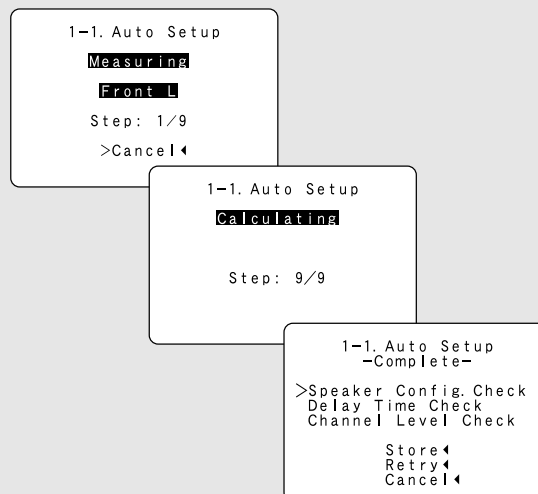 1-1. Auto Setup
Measuring
Front L
Step: 1/9
>Cancel◀
1-1. Auto Setup
Calculating
Step: 9/9
1-1. Auto Setup
-Complete-
>Speaker Config. Check
Delay Time Check
Channel Level Check
Store◀
Retry◀
Cancel◀